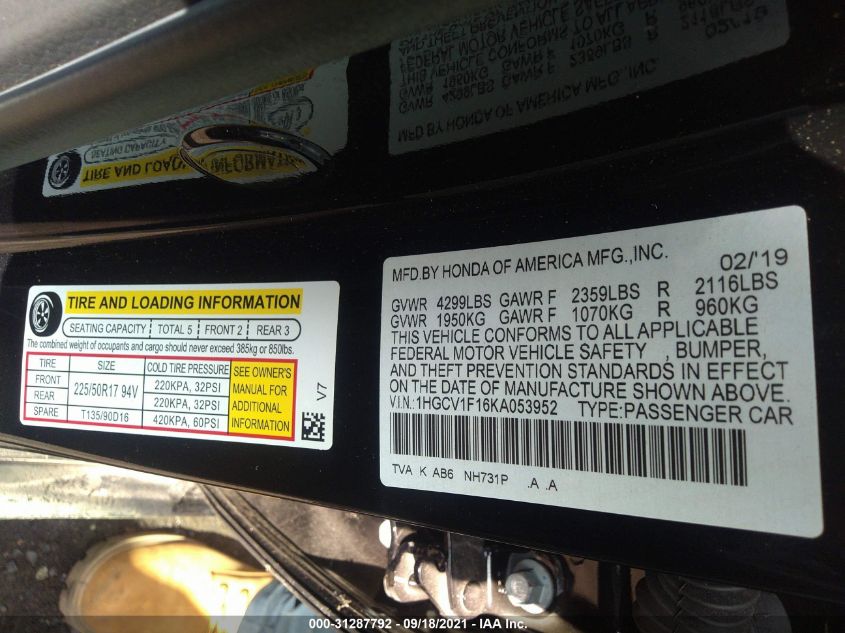 TIRE AND LOADING INFORMATION
SEATING CAPACITY TOTAL 5 FRONT 2 REAR 3
The combined weight of occupants and cargo should never exceed 385kg or 850lbs.
TIRE SIZE COLD TIRE PRESSURE
FRONT 225/50R17 94V 220KPA, 32PSI
REAR 220KPA, 32PSI
SPARE T135/90D16 420KPA, 60PSI
SEE OWNER'S
MANUAL FOR
ADDITIONAL
INFORMATION
V7
MFD.BY HONDA OF AMERICA MFG.,INC. 02/'19
GVWR 4299LBS GAWR F 2359LBS R 2116LBS
GVWR 1950KG GAWR F 1070KG R 960KG
THIS VEHICLE CONFORMS TO ALL APPLICABLE
FEDERAL MOTOR VEHICLE SAFETY , BUMPER,
AND THEFT PREVENTION STANDARDS IN EFFECT
ON THE DATE OF MANUFACTURE SHOWN ABOVE.
V.I.N.:1HGCV1F16KA053952 TYPE:PASSENGER CAR
TVA K AB6 NH731P .A .A
000-31287792 - 09/18/2021 - IAA Inc.